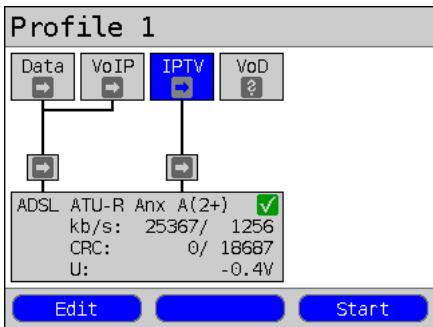 Profile 1
Data VoIP IPTV VoD
?
ADSL ATU-R Anx A(2+)
kb/s: 25367/ 1256
CRC: 0/ 18687
U: -0.4V
Edit Start